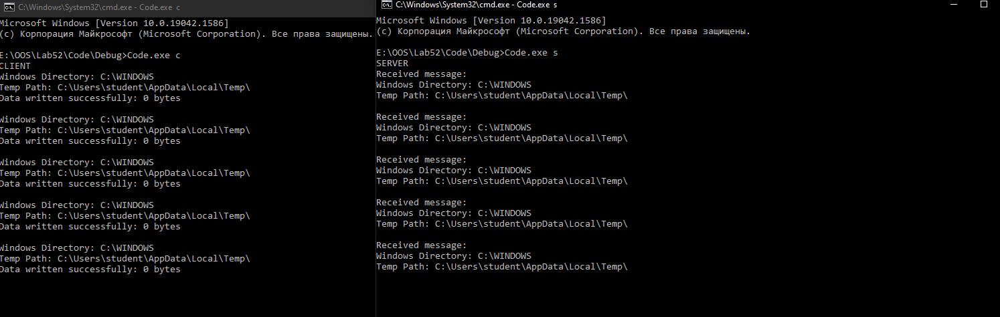 C:\Windows\System32\cmd.exe - Code.exe c
Microsoft Windows [Version 10.0.19042.1586]
(c) Корпорация Майкрософт (Microsoft Corporation). Все права защищены.

E:\OOS\Lab52\Code\Debug>Code.exe c
CLIENT
Windows Directory: C:\WINDOWS
Temp Path: C:\Users\student\AppData\Local\Temp\
Data written successfully: 0 bytes

Windows Directory: C:\WINDOWS
Temp Path: C:\Users\student\AppData\Local\Temp\
Data written successfully: 0 bytes

Windows Directory: C:\WINDOWS
Temp Path: C:\Users\student\AppData\Local\Temp\
Data written successfully: 0 bytes

Windows Directory: C:\WINDOWS
Temp Path: C:\Users\student\AppData\Local\Temp\
Data written successfully: 0 bytes

Windows Directory: C:\WINDOWS
Temp Path: C:\Users\student\AppData\Local\Temp\
Data written successfully: 0 bytes

C:\Windows\System32\cmd.exe - Code.exe s
Microsoft Windows [Version 10.0.19042.1586]
(c) Корпорация Майкрософт (Microsoft Corporation). Все права защищены.

E:\OOS\Lab52\Code\Debug>Code.exe s
SERVER
Received message:
Windows Directory: C:\WINDOWS
Temp Path: C:\Users\student\AppData\Local\Temp\

Received message:
Windows Directory: C:\WINDOWS
Temp Path: C:\Users\student\AppData\Local\Temp\

Received message:
Windows Directory: C:\WINDOWS
Temp Path: C:\Users\student\AppData\Local\Temp\

Received message:
Windows Directory: C:\WINDOWS
Temp Path: C:\Users\student\AppData\Local\Temp\

Received message:
Windows Directory: C:\WINDOWS
Temp Path: C:\Users\student\AppData\Local\Temp\